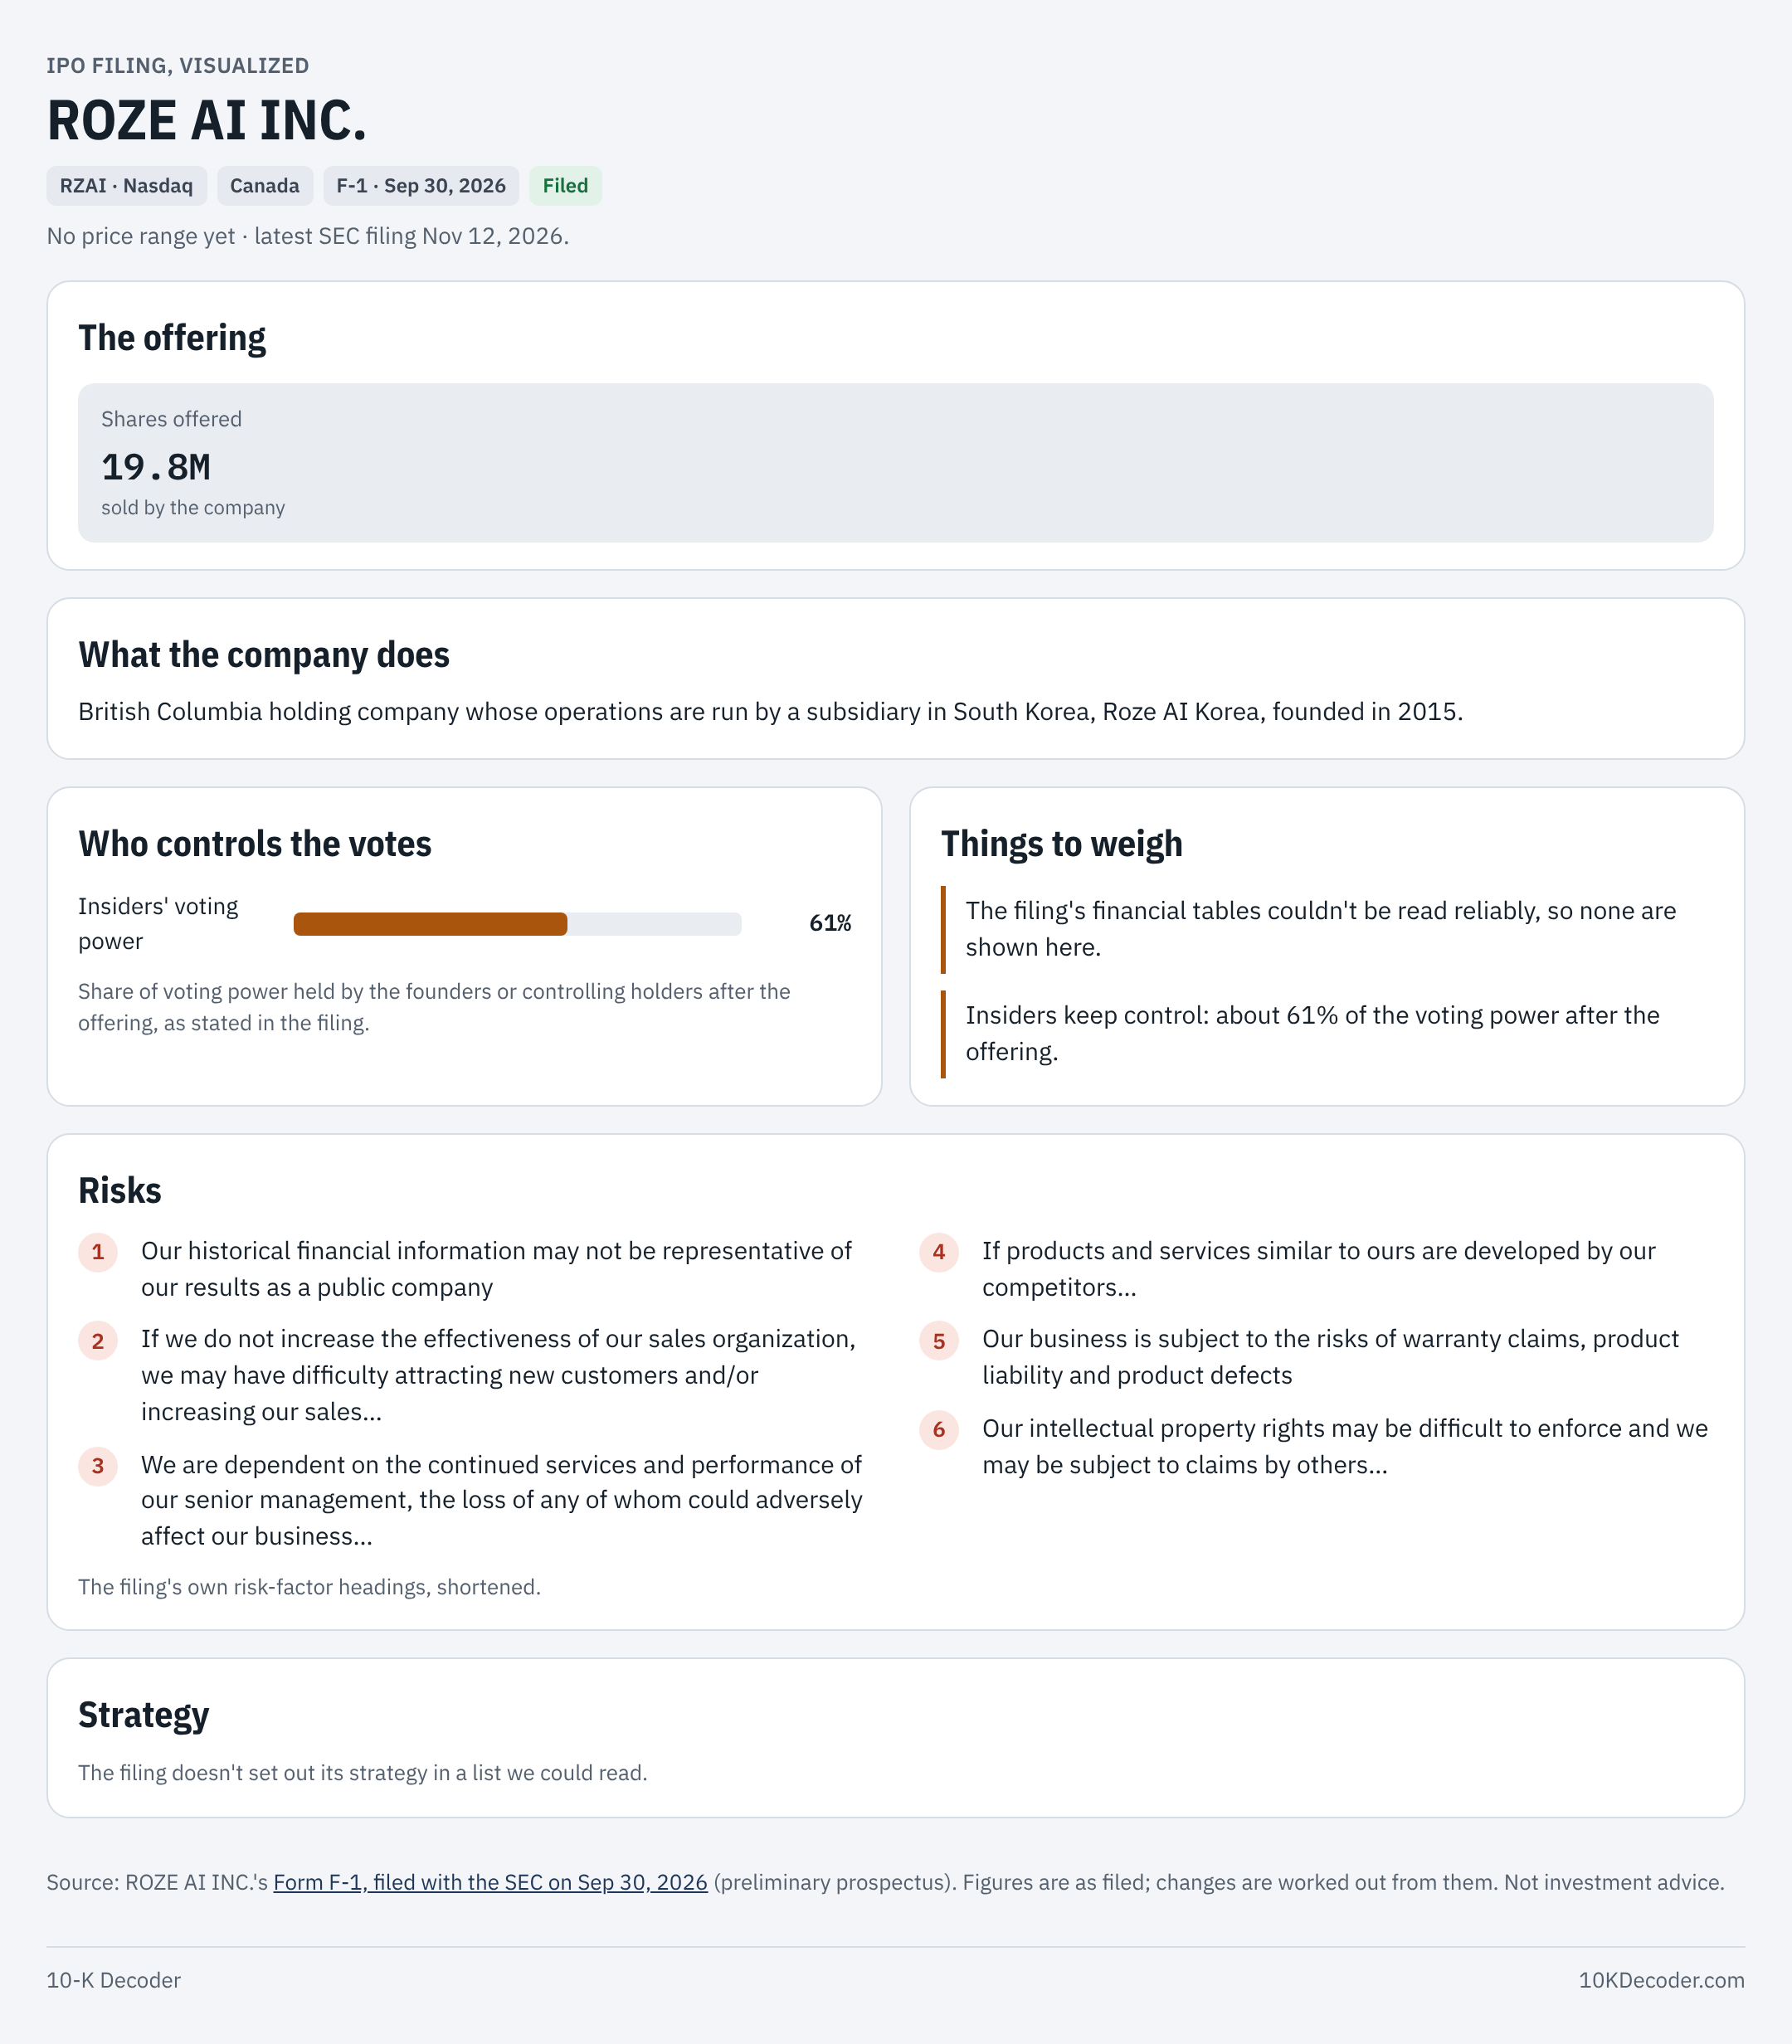 IPO FILING, VISUALIZED
ROZE AI INC.
RZAI · Nasdaq
Canada
F-1 · Sep 30, 2026
Filed
No price range yet · latest SEC filing Nov 12, 2026.
The offering
Shares offered
19.8M
sold by the company
What the company does
British Columbia holding company whose operations are run by a subsidiary in South Korea, Roze AI Korea, founded in 2015.
Who controls the votes
Insiders' voting
power
61%
Share of voting power held by the founders or controlling holders after the
offering, as stated in the filing.
Things to weigh
The filing's financial tables couldn't be read reliably, so none are
shown here.
Insiders keep control: about 61% of the voting power after the
offering.
Risks
1
Our historical financial information may not be representative of
our results as a public company
2
If we do not increase the effectiveness of our sales organization,
we may have difficulty attracting new customers and/or
increasing our sales…
3
We are dependent on the continued services and performance of
our senior management, the loss of any of whom could adversely
affect our business…
4
If products and services similar to ours are developed by our
competitors…
5
Our business is subject to the risks of warranty claims, product
liability and product defects
6
Our intellectual property rights may be difficult to enforce and we
may be subject to claims by others…
The filing's own risk-factor headings, shortened.
Strategy
The filing doesn't set out its strategy in a list we could read.
Source: ROZE AI INC.'s Form F-1, filed with the SEC on Sep 30, 2026 (preliminary prospectus). Figures are as filed; changes are worked out from them. Not investment advice.
10-K Decoder
10KDecoder.com